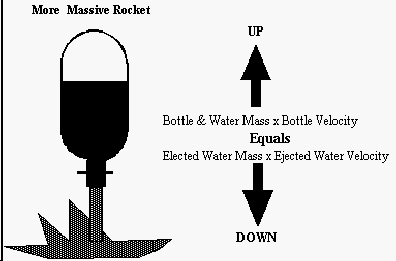 More Massive Rocket
UP
Bottle & Water Mass x Bottle Velocity
Equals
Elected Water Mass x Ejected Water Velocity
DOWN